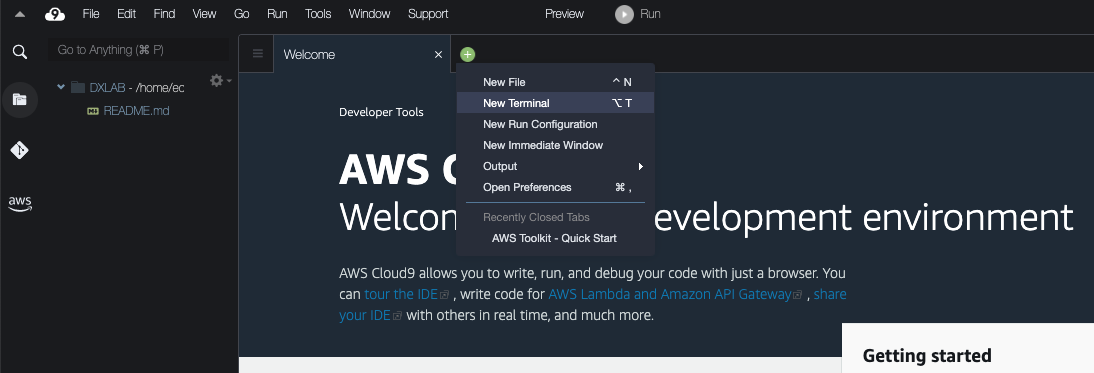 9 File Edit Find View Go Run Tools Window Support Preview Run
Go to Anything (⌘ P)
Welcome
DXLAB - /home/ec
README.md
aws
New File ^ N
New Terminal ⌥ T
New Run Configuration
New Immediate Window
Output
Open Preferences ⌘ ,
Recently Closed Tabs
AWS Toolkit - Quick Start
Developer Tools
AWS C
Welcom evelopment environment
AWS Cloud9 allows you to write, run, and debug your code with just a browser. You
can tour the IDE , write code for AWS Lambda and Amazon API Gateway , share
your IDE with others in real time, and much more.
Getting started